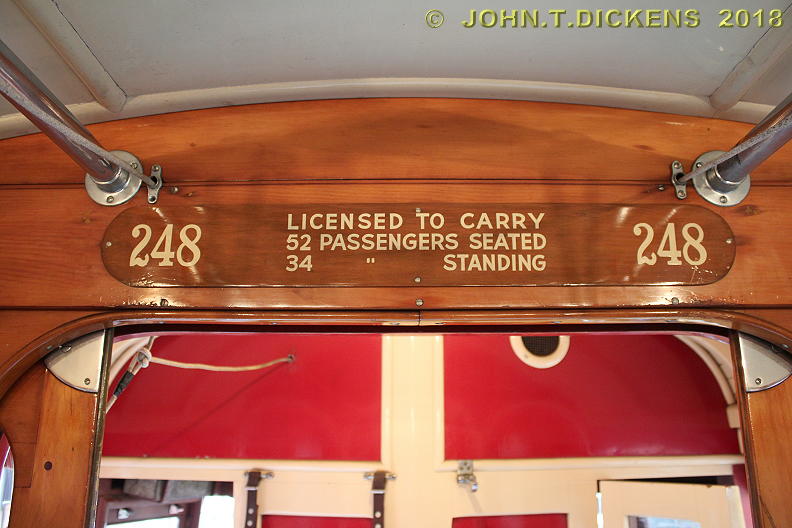 © JOHN.T.DICKENS 2018
LICENSED TO CARRY
248 52 PASSENGERS SEATED 248
34 " STANDING